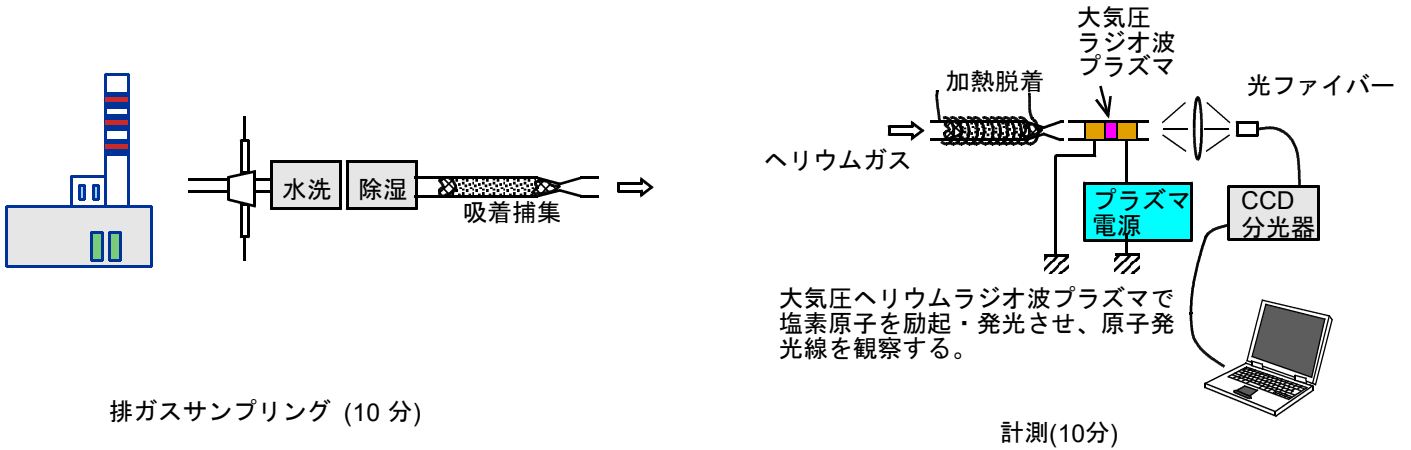 水洗
除湿
吸着捕集
排ガスサンプリング (10 分)
大気圧
ラジオ波
プラズマ
加熱脱着
光ファイバー
ヘリウムガス
プラズマ
電源
CCD
分光器
大気圧ヘリウムラジオ波プラズマで
塩素原子を励起・発光させ、原子発
光線を観察する。
計測(10分)